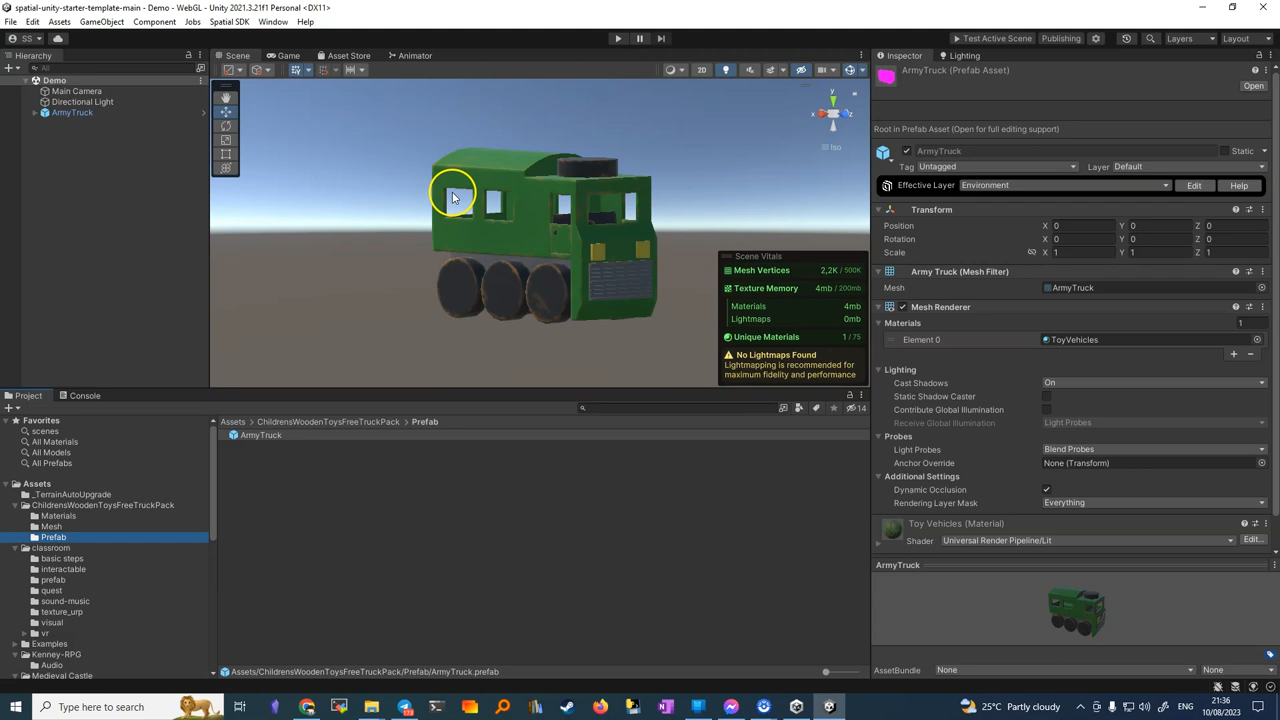 spatial-unity-starter-template-main - Demo - WebGL - Unity 2021.3.21f1 Personal <DX11>
File Edit Assets GameObject Component Jobs Spatial SDK Window Help
SS Test Active Scene Publishing Layers Layout
Hierarchy
All
Demo
Main Camera
Directional Light
ArmyTruck
Scene Game Asset Store Animator
2D
y
x z
Iso
Scene Vitals
Mesh Vertices 2,2K / 500K
Texture Memory 4mb / 200mb
Materials 4mb
Lightmaps 0mb
Unique Materials 1 / 75
No Lightmaps Found
Lightmapping is recommended for
maximum fidelity and performance
Inspector Lighting
ArmyTruck (Prefab Asset)
Open
Root in Prefab Asset (Open for full editing support)
ArmyTruck Static
Tag Untagged Layer Default
Effective Layer Environment Edit Help
Transform
Position X 0 Y 0 Z 0
Rotation X 0 Y 0 Z 0
Scale X 1 Y 1 Z 1
Army Truck (Mesh Filter)
Mesh ArmyTruck
Mesh Renderer
Materials 1
Element 0 ToyVehicles
Lighting
Cast Shadows On
Static Shadow Caster
Contribute Global Illumination
Receive Global Illumination Light Probes
Probes
Light Probes Blend Probes
Anchor Override None (Transform)
Additional Settings
Dynamic Occlusion
Rendering Layer Mask Everything
Toy Vehicles (Material)
Shader Universal Render Pipeline/Lit Edit...
ArmyTruck
AssetBundle None None
Project Console
14
Favorites
scenes
All Materials
All Models
All Prefabs
Assets
_TerrainAutoUpgrade
ChildrensWoodenToysFreeTruckPack
Materials
Mesh
Prefab
classroom
basic steps
interactable
prefab
quest
sound-music
texture_urp
visual
vr
Examples
Kenney-RPG
Audio
Medieval Castle
Assets > ChildrensWoodenToysFreeTruckPack > Prefab
ArmyTruck
Assets/ChildrensWoodenToysFreeTruckPack/Prefab/ArmyTruck.prefab
Type here to search
25°C Partly cloudy
21:36
10/08/2023